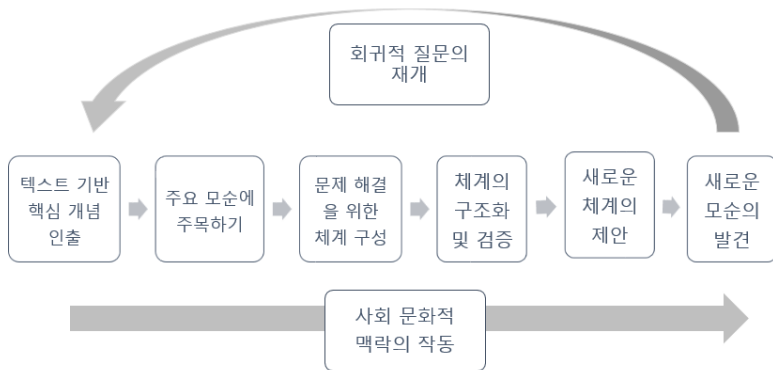 회귀적 질문의
재개
텍스트 기반
핵심 개념
인출
주요 모순에
주목하기
문제 해결
을 위한
체계 구성
체계의
구조화
및 검증
새로운
체계의
제안
새로운
모순의
발견
사회 문화적
맥락의 작동